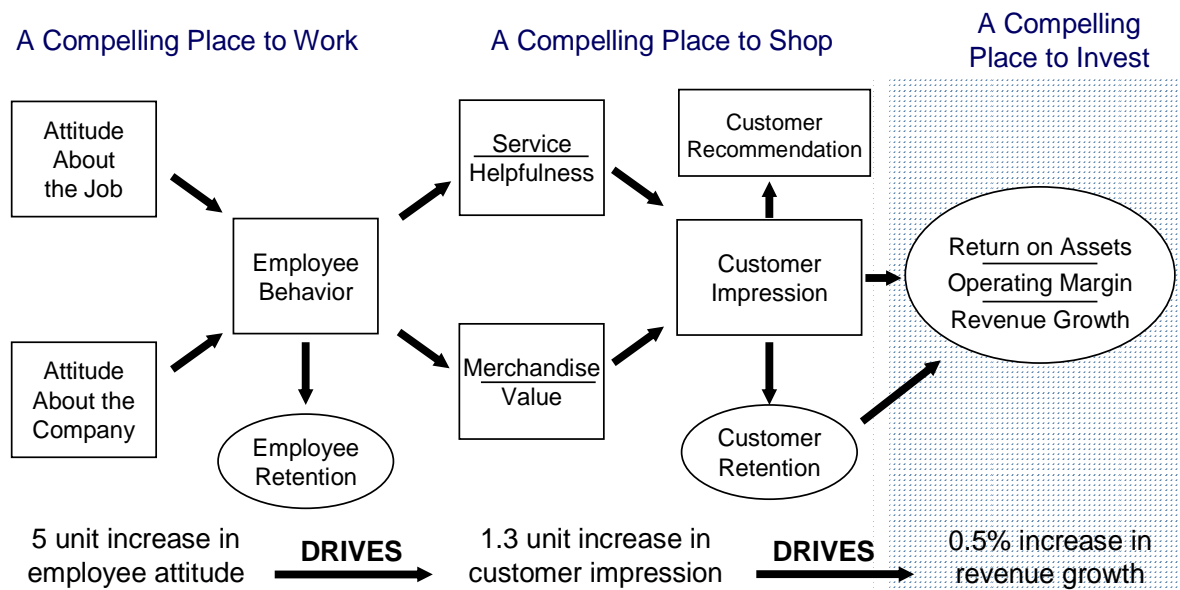 A Compelling Place to Work
A Compelling Place to Shop
A Compelling
Place to Invest
Attitude
About
the Job
Attitude
About the
Company
Employee
Behavior
Employee
Retention
Service
Helpfulness
Merchandise
Value
Customer
Recommendation
Customer
Impression
Customer
Retention
Return on Assets
Operating Margin
Revenue Growth
5 unit increase in
employee attitude
DRIVES
1.3 unit increase in
customer impression
DRIVES
0.5% increase in
revenue growth